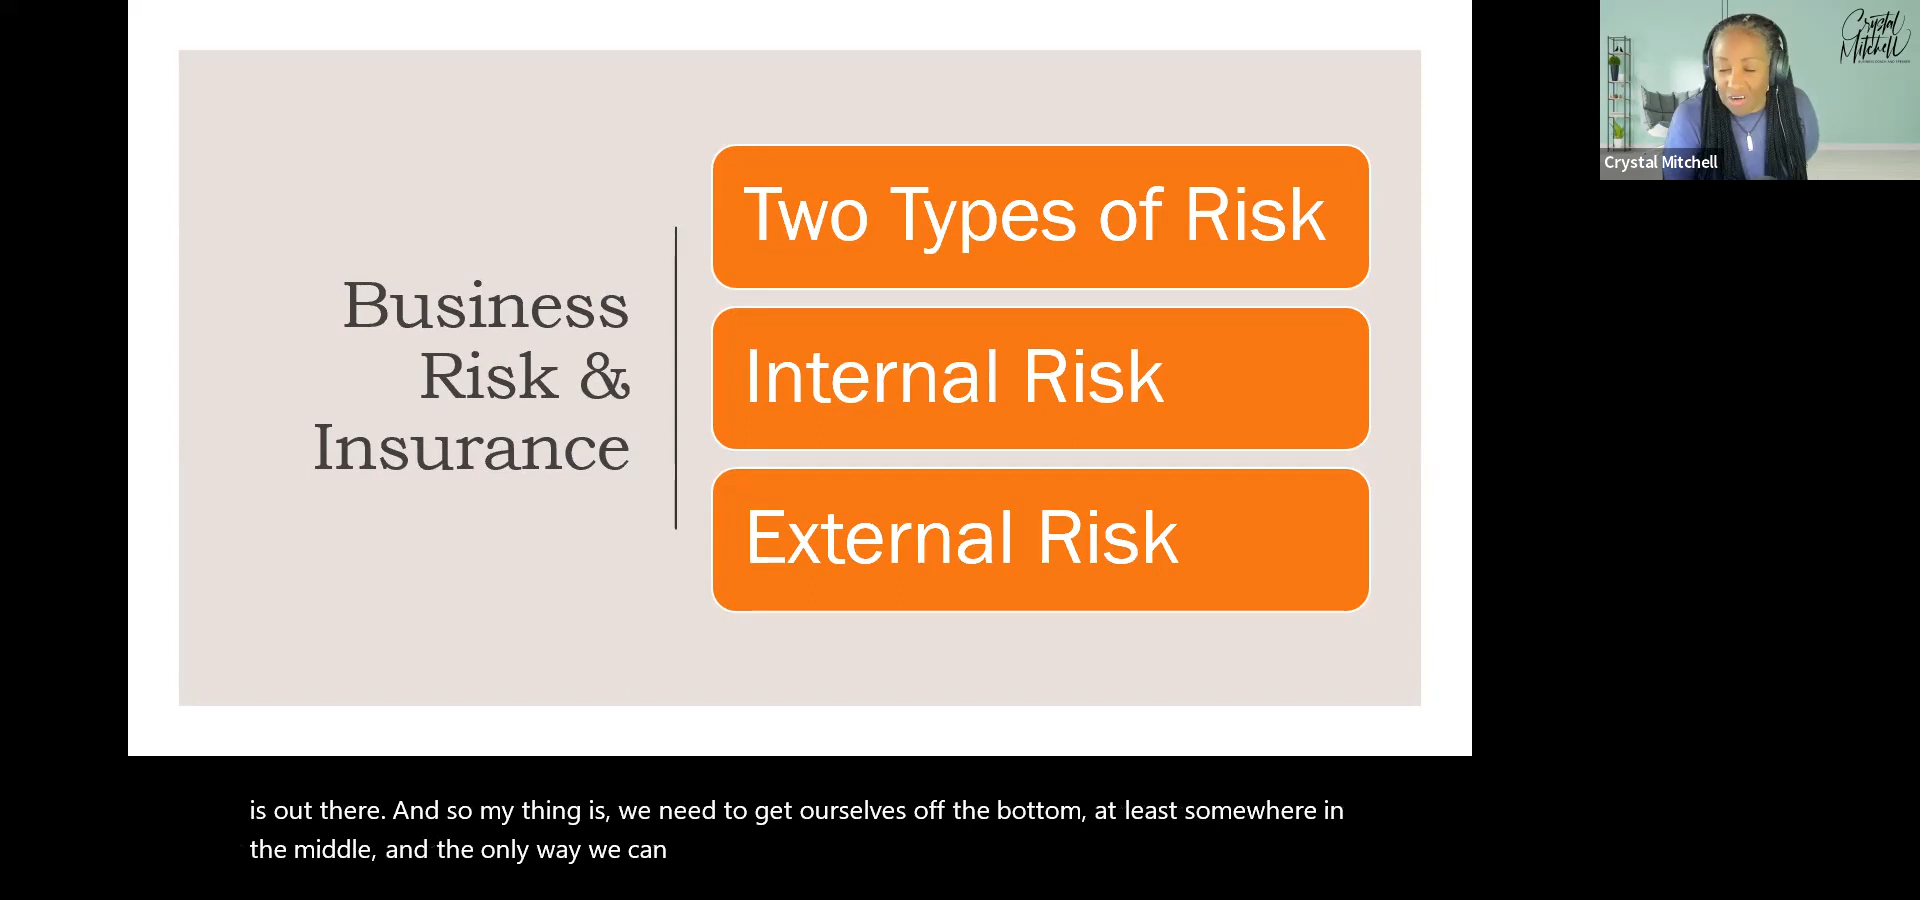 Business
Risk &
Insurance
Two Types of Risk
Internal Risk
External Risk
Crystal
Mitchell
Crystal Mitchell
is out there. And so my thing is, we need to get ourselves off the bottom, at least somewhere in
the middle, and the only way we can